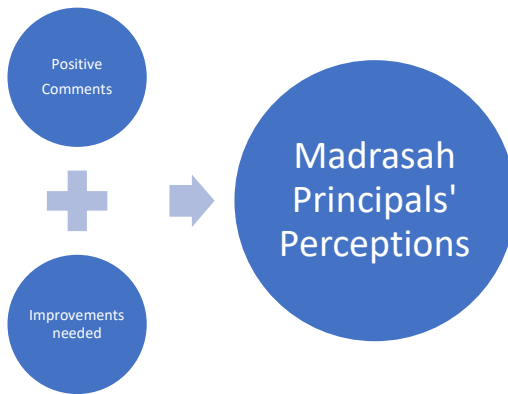 Positive
Comments
Improvements
needed
Madrasah
Principals'
Perceptions